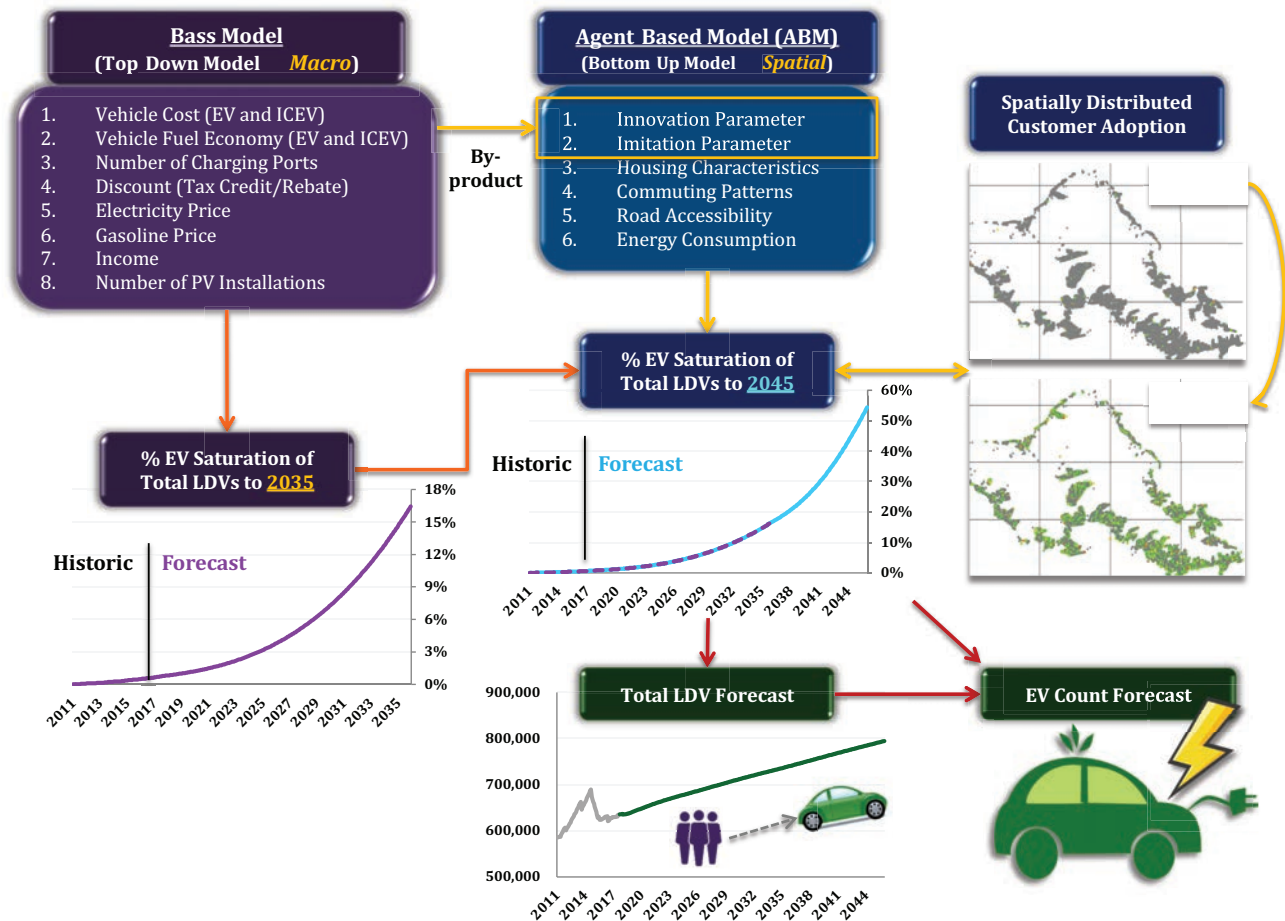 Bass Model
(Top Down Model Macro)
1. Vehicle Cost (EV and ICEV)
2. Vehicle Fuel Economy (EV and ICEV)
3. Number of Charging Ports
4. Discount (Tax Credit/Rebate)
5. Electricity Price
6. Gasoline Price
7. Income
8. Number of PV Installations
By-
product
Agent Based Model (ABM)
(Bottom Up Model Spatial)
1. Innovation Parameter
2. Imitation Parameter
3. Housing Characteristics
4. Commuting Patterns
5. Road Accessibility
6. Energy Consumption
Spatially Distributed
Customer Adoption
% EV Saturation of
Total LDVs to 2045
60%
50%
40%
30%
20%
10%
0%
Historic Forecast
2011 2014 2017 2020 2023 2026 2029 2032 2035 2038 2041 2044
% EV Saturation of
Total LDVs to 2035
18%
15%
12%
9%
6%
3%
0%
Historic Forecast
2011 2013 2015 2017 2019 2021 2023 2025 2027 2029 2031 2033 2035
Total LDV Forecast
900,000
800,000
700,000
600,000
500,000
2011 2014 2017 2020 2023 2026 2029 2032 2035 2038 2041 2044
EV Count Forecast